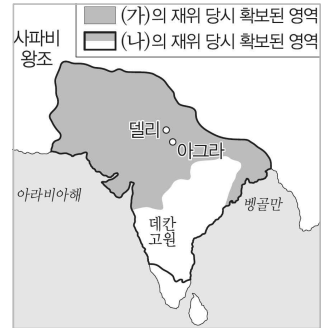 (가)의 재위 당시 확보된 영역
(나)의 재위 당시 확보된 영역
사파비
왕조
델리
아그라
아라비아해
벵골만
데칸
고원